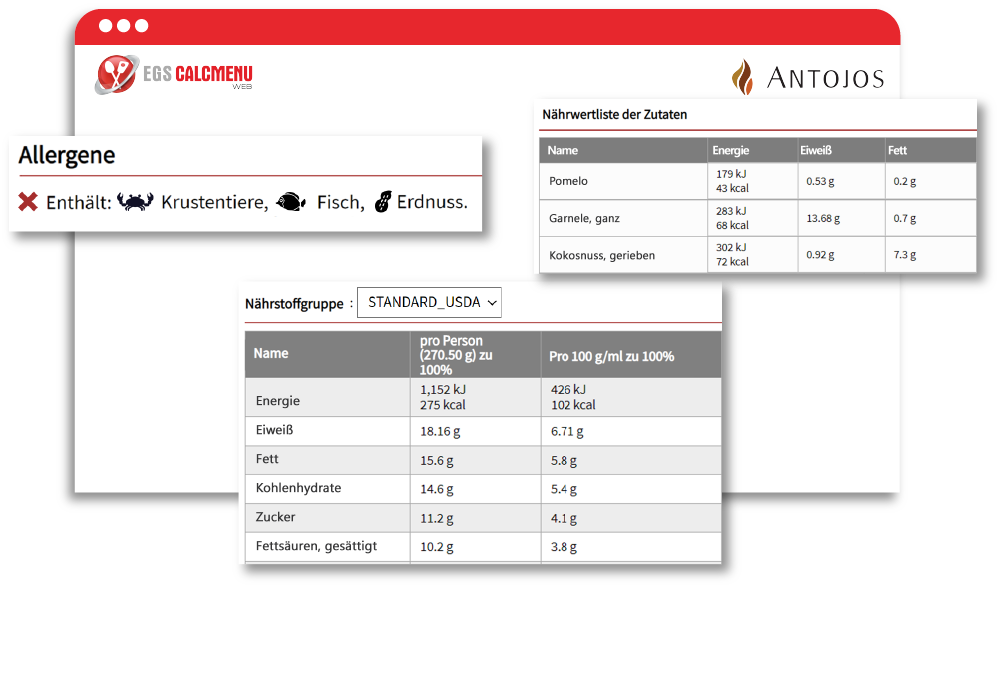 EGS CALCMENU
WEB
ANTOJOS
Allergene
Enthält: Krustentiere, Fisch, Erdnuss.
Nährwertliste der Zutaten
Name Energie Eiweiß Fett
Pomelo 179 kJ 43 kcal 0.53 g 0.2 g
Garnele, ganz 283 kJ 68 kcal 13.68 g 0.7 g
Kokosnuss, gerieben 302 kJ 72 kcal 0.92 g 7.3 g
Nährstoffgruppe : STANDARD_USDA
Name pro Person (270.50 g) zu 100% Pro 100 g/ml zu 100%
Energie 1,152 kJ 275 kcal 426 kJ 102 kcal
Eiweiß 18.16 g 6.71 g
Fett 15.6 g 5.8 g
Kohlenhydrate 14.6 g 5.4 g
Zucker 11.2 g 4.1 g
Fettsäuren, gesättigt 10.2 g 3.8 g